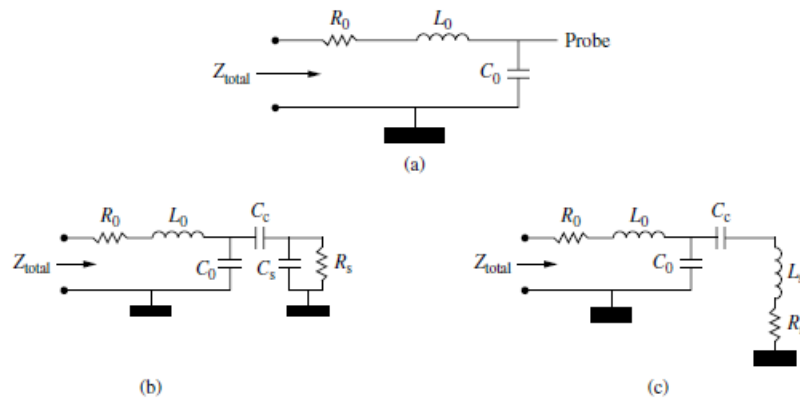 R0 L0
Probe
Ztotal C0
(a)
R0 L0 Cc
Ztotal C0 Cs Rs
(b)
R0 L0 Cc
Ztotal C0
(c)